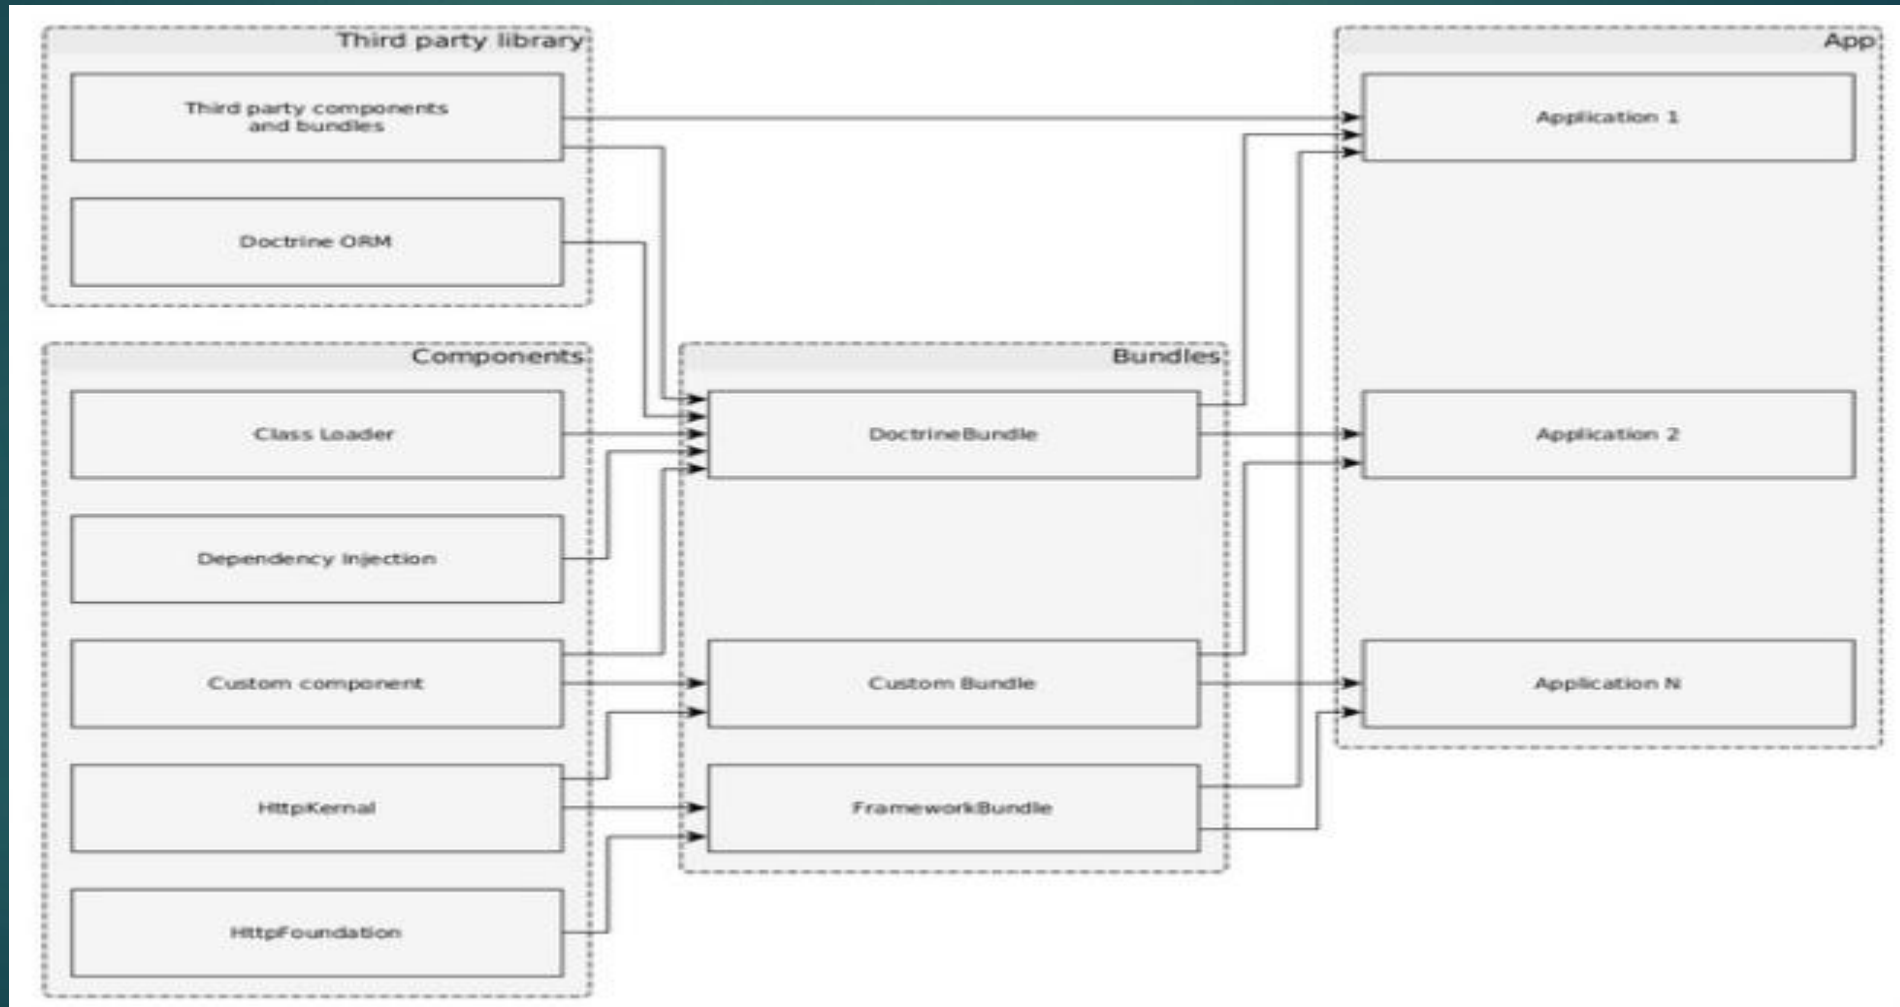 Third party library
Third party components
and bundles
Doctrine ORM
Components
Class Loader
Dependency Injection
Custom component
HttpKernal
HttpFoundation
Bundles
DoctrineBundle
Custom Bundle
FrameworkBundle
App
Application 1
Application 2
Application N